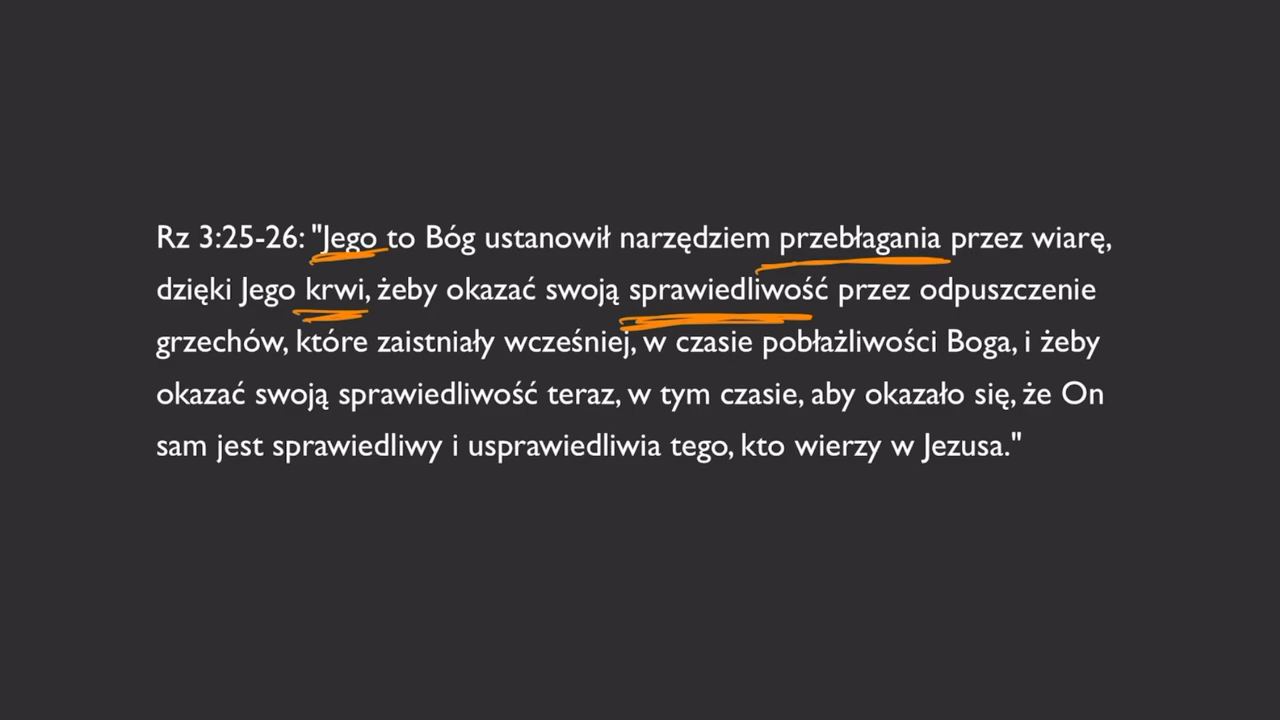 Rz 3:25-26: "Jego to Bóg ustanowił narzędziem przebłagania przez wiarę,
dzięki Jego krwi, żeby okazać swoją sprawiedliwość przez odpuszczenie
grzechów, które zaistniały wcześniej, w czasie pobłażliwości Boga, i żeby
okazać swoją sprawiedliwość teraz, w tym czasie, aby okazało się, że On
sam jest sprawiedliwy i usprawiedliwia tego, kto wierzy w Jezusa."